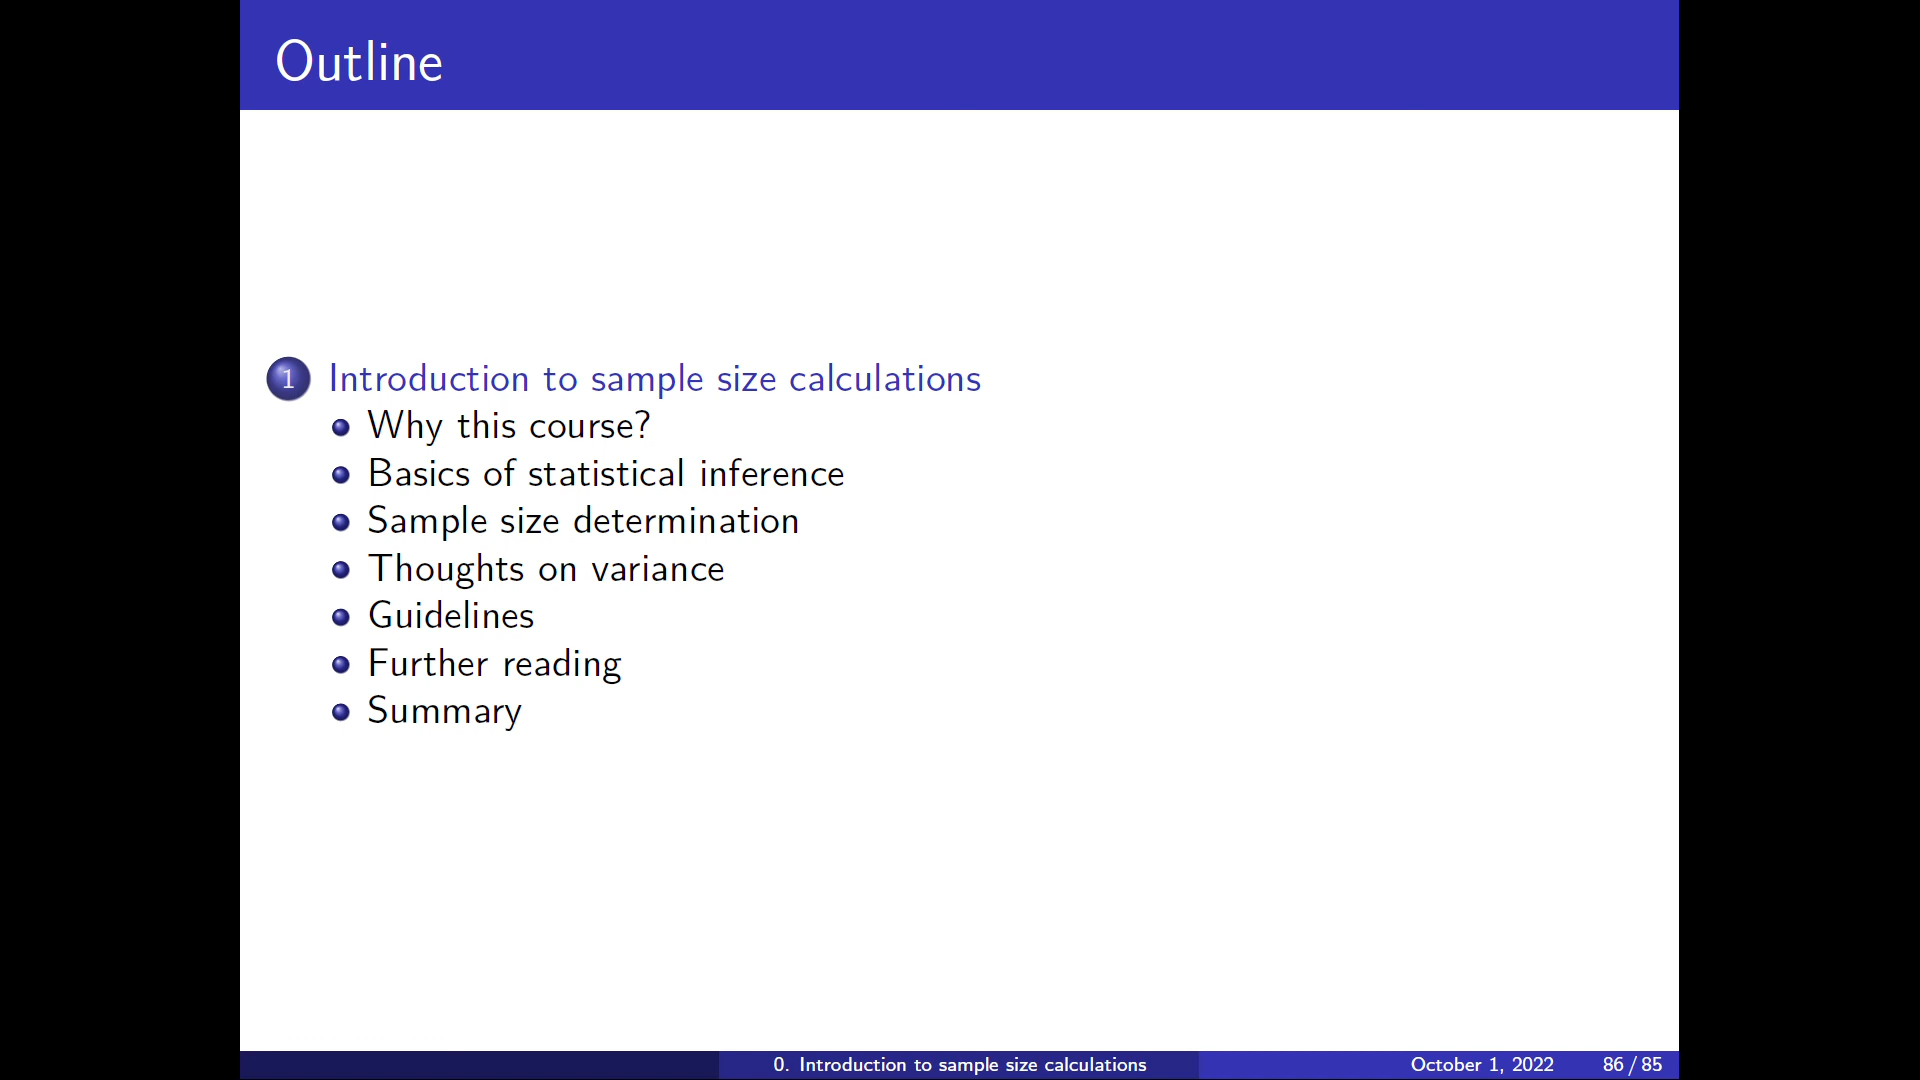 Outline
1 Introduction to sample size calculations
Why this course?
Basics of statistical inference
Sample size determination
Thoughts on variance
Guidelines
Further reading
Summary
0. Introduction to sample size calculations October 1, 2022 86 / 85